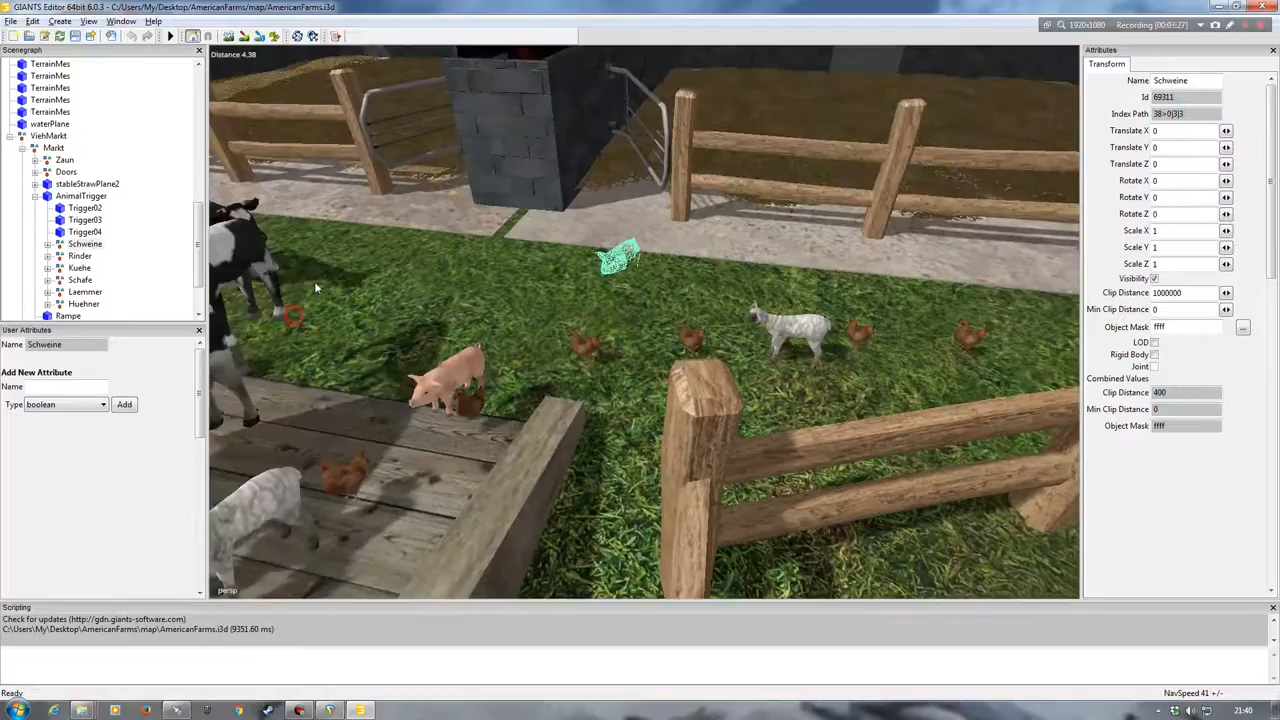 GIANTS Editor 64bit 6.0.3 - C:\Users\My\Desktop\AmericanFarms\map\AmericanFarms.i3d
File Edit Create View Window Help
1920x1080 Recording [00:03:27]
Scenegraph
TerrainMes
TerrainMes
TerrainMes
TerrainMes
TerrainMes
waterPlane
ViehMarkt
Markt
Zaun
Doors
stableStrawPlane2
AnimalTrigger
Trigger02
Trigger03
Trigger04
Schweine
Rinder
Kuehe
Schafe
Laemmer
Huehner
Rampe
User Attributes
Name Schweine
Add New Attribute
Name
Type boolean Add
Distance 4.38
persp
Attributes
Transform
Name Schweine
Id 69311
Index Path 38>0|3|3
Translate X 0
Translate Y 0
Translate Z 0
Rotate X 0
Rotate Y 0
Rotate Z 0
Scale X 1
Scale Y 1
Scale Z 1
Visibility
Clip Distance 1000000
Min Clip Distance 0
Object Mask ffff ...
LOD
Rigid Body
Joint
Combined Values
Clip Distance 400
Min Clip Distance 0
Object Mask ffff
Scripting
Check for updates (http://gdn.giants-software.com)
C:\Users\My\Desktop\AmericanFarms\map\AmericanFarms.i3d (9351.60 ms)
Ready
NavSpeed 41 +/-
21:40